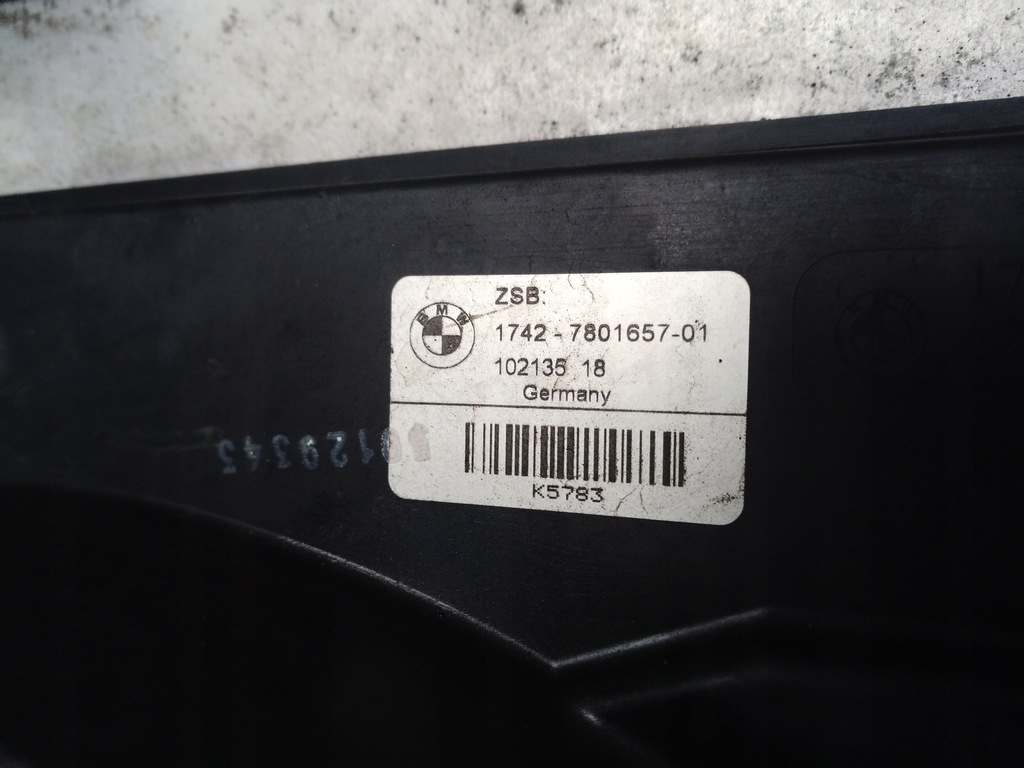 BMW
ZSB:
1742-7801657-01
102135 18
Germany
K5783